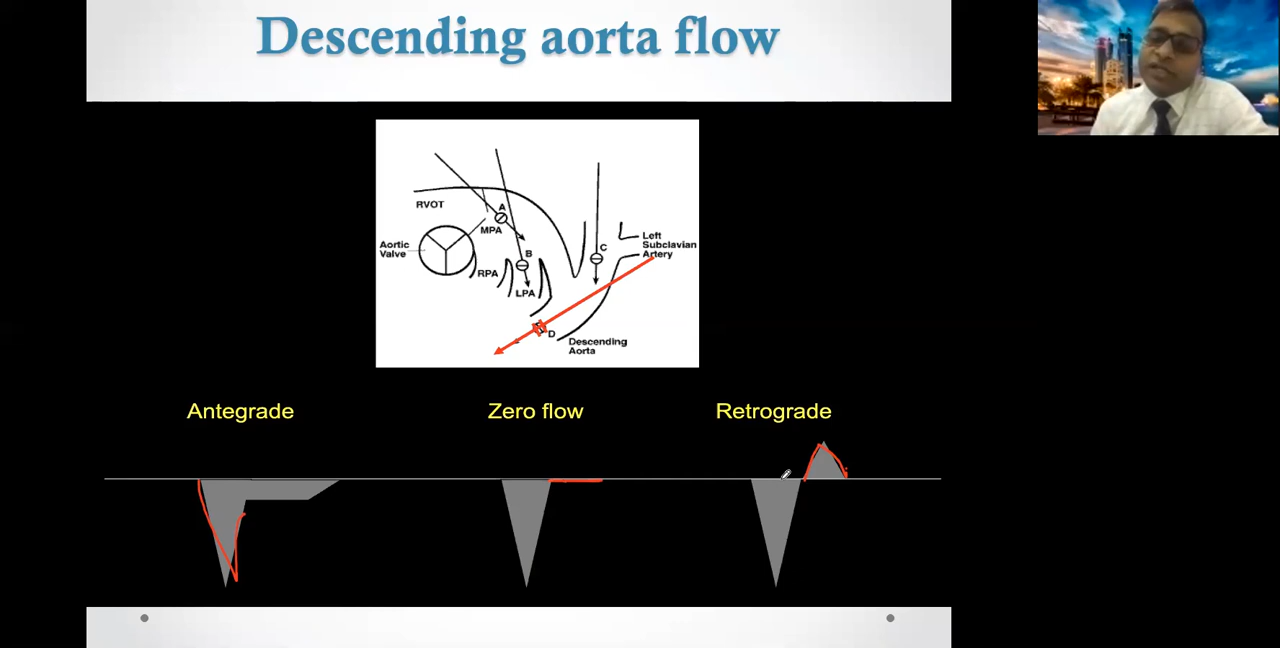 Descending aorta flow
RVOT
A
MPA
Aortic
Valve
B
RPA
LPA
C
Left
Subclavian
Artery
D
Descending
Aorta
Antegrade
Zero flow
Retrograde